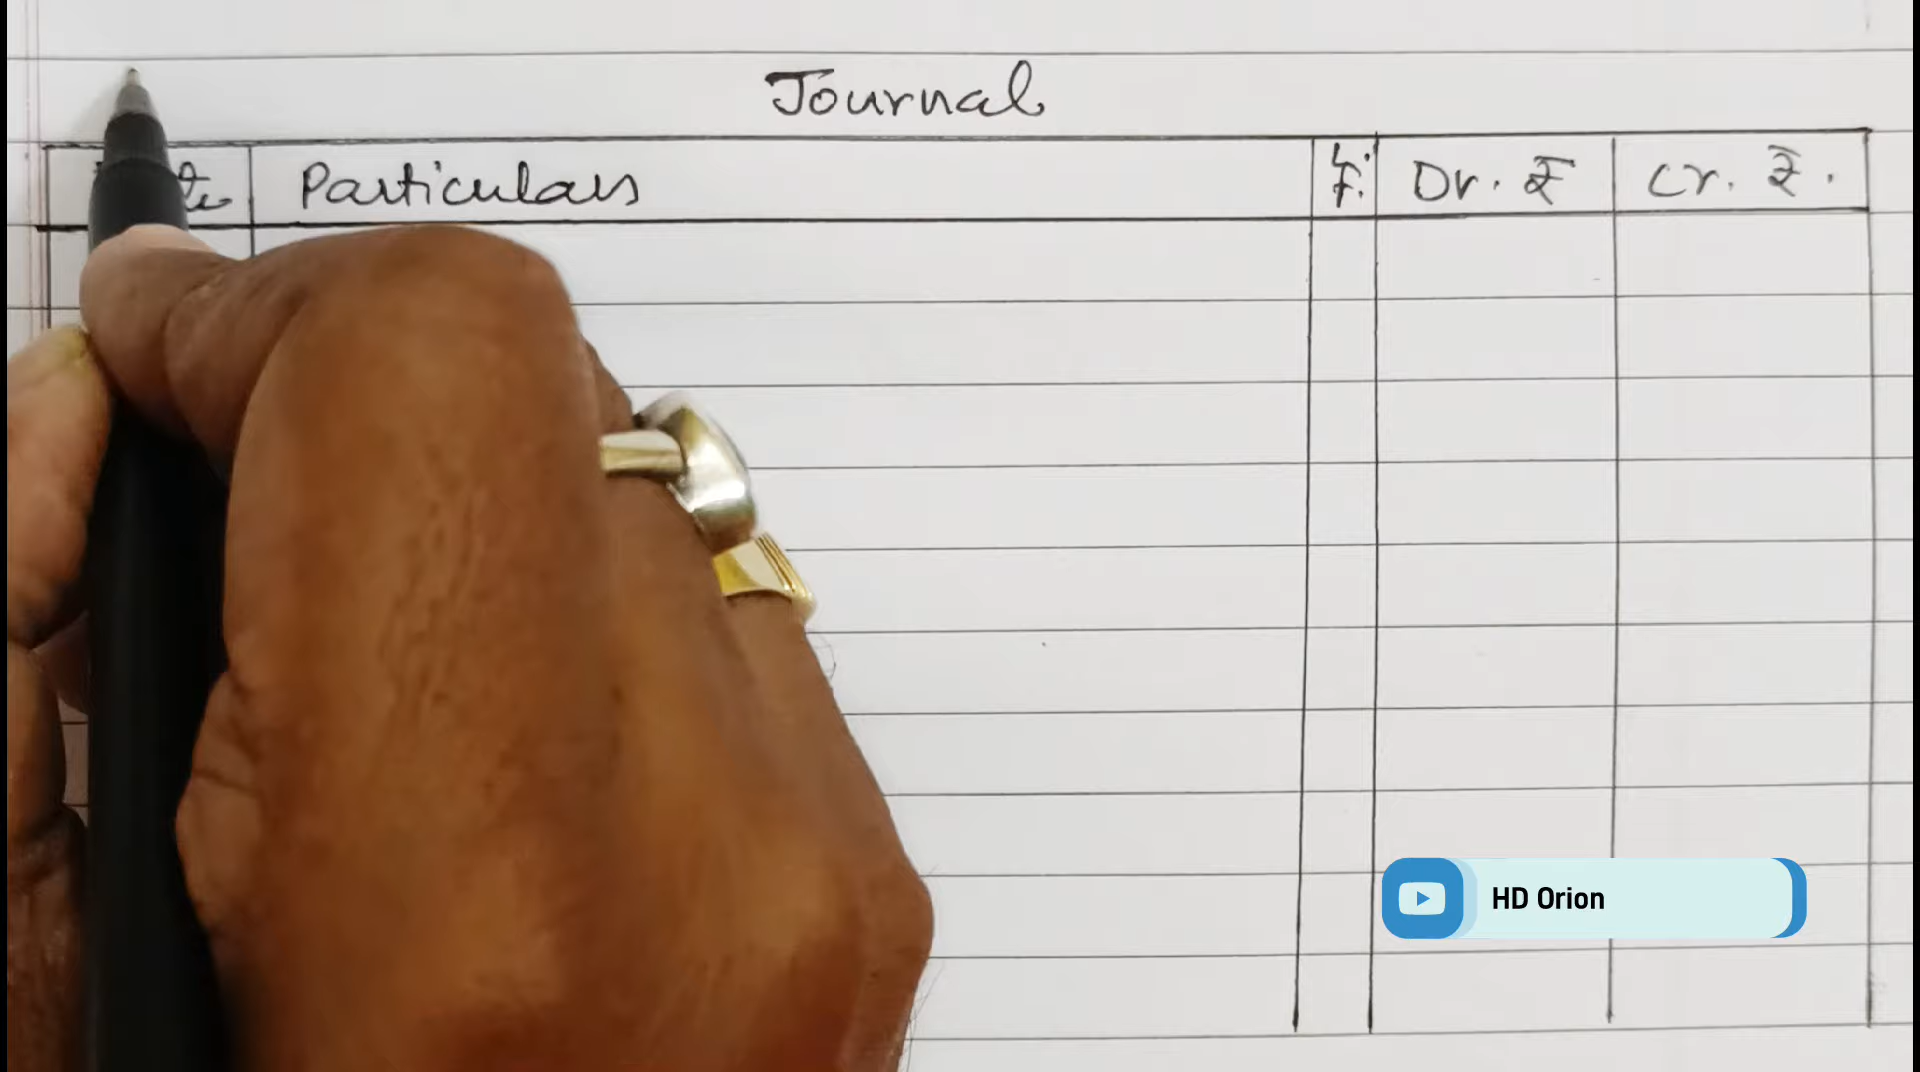 Journal
Particulars L. F. Dr. ₹ Cr. ₹.
HD Orion